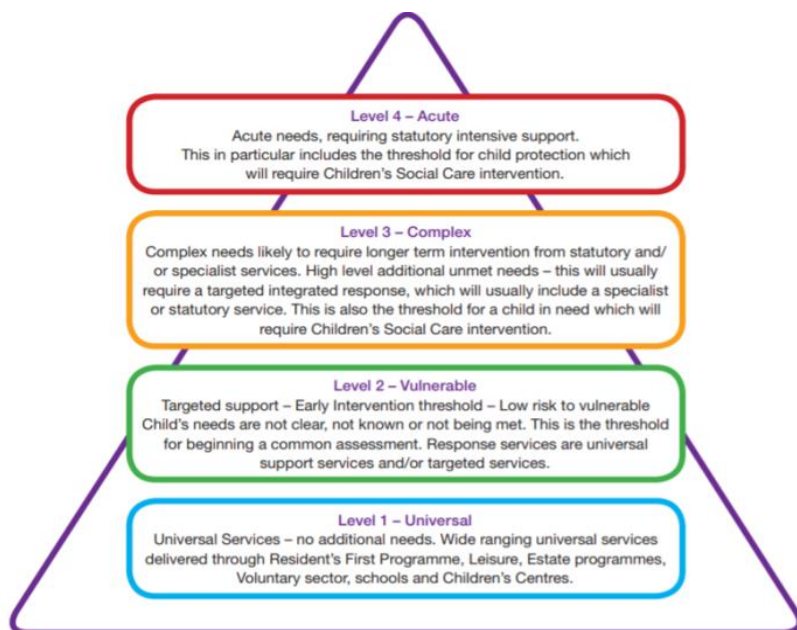 Level 4 – Acute
Acute needs, requiring statutory intensive support.
This in particular includes the threshold for child protection which
will require Children's Social Care intervention.
Level 3 – Complex
Complex needs likely to require longer term intervention from statutory and/
or specialist services. High level additional unmet needs – this will usually
require a targeted integrated response, which will usually include a specialist
or statutory service. This is also the threshold for a child in need which will
require Children's Social Care intervention.
Level 2 – Vulnerable
Targeted support – Early Intervention threshold – Low risk to vulnerable
Child's needs are not clear, not known or not being met. This is the threshold
for beginning a common assessment. Response services are universal
support services and/or targeted services.
Level 1 – Universal
Universal Services – no additional needs. Wide ranging universal services
delivered through Resident's First Programme, Leisure, Estate programmes,
Voluntary sector, schools and Children's Centres.